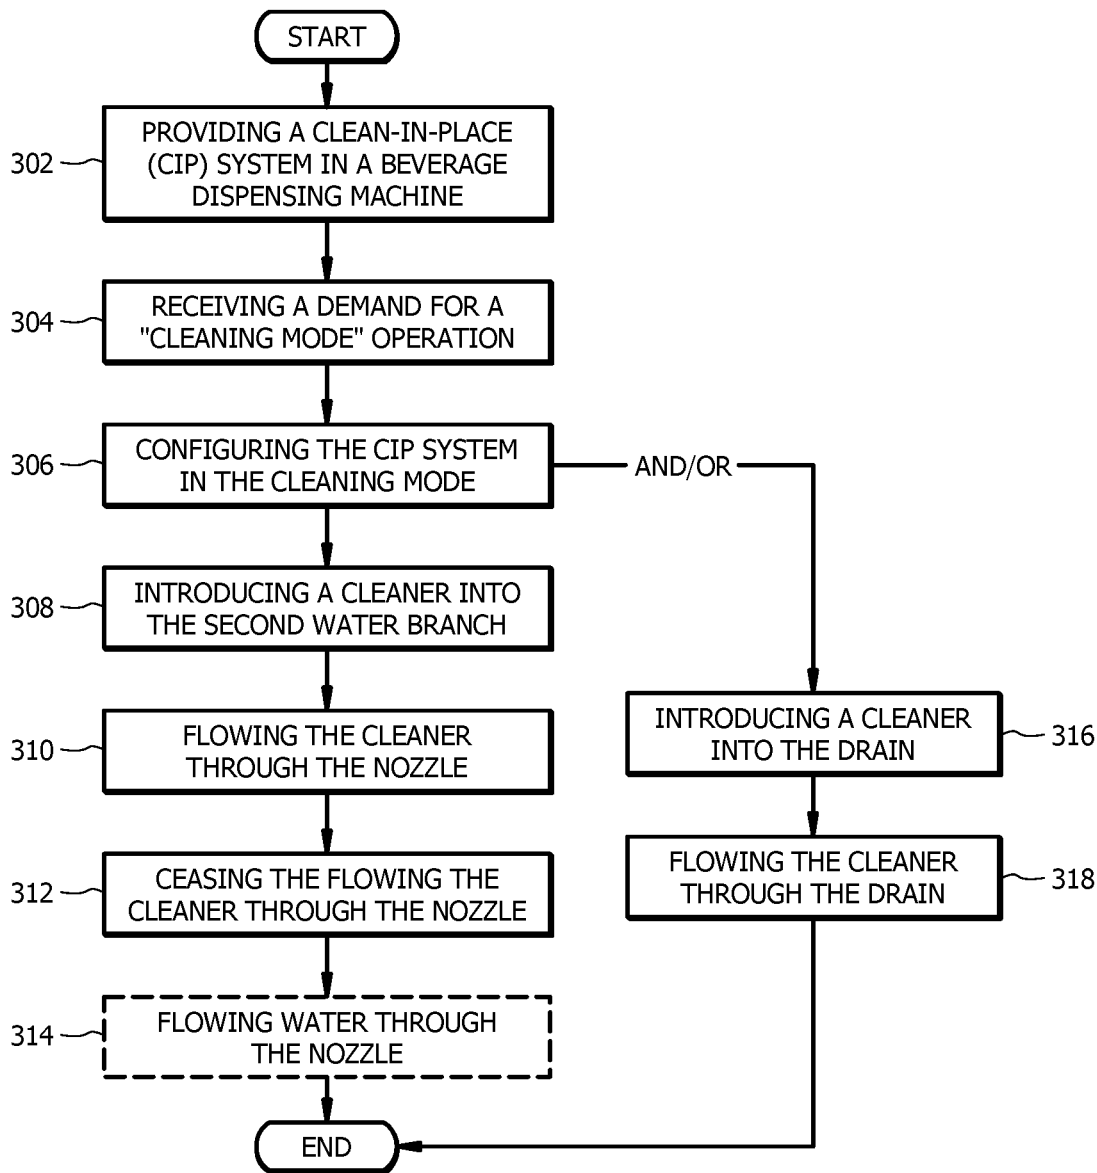 START
302
PROVIDING A CLEAN-IN-PLACE
(CIP) SYSTEM IN A BEVERAGE
DISPENSING MACHINE
304
RECEIVING A DEMAND FOR A
"CLEANING MODE" OPERATION
306
CONFIGURING THE CIP SYSTEM
IN THE CLEANING MODE
AND/OR
308
INTRODUCING A CLEANER INTO
THE SECOND WATER BRANCH
310
FLOWING THE CLEANER
THROUGH THE NOZZLE
312
CEASING THE FLOWING THE
CLEANER THROUGH THE NOZZLE
314
FLOWING WATER THROUGH
THE NOZZLE
INTRODUCING A CLEANER
INTO THE DRAIN
316
FLOWING THE CLEANER
THROUGH THE DRAIN
318
END